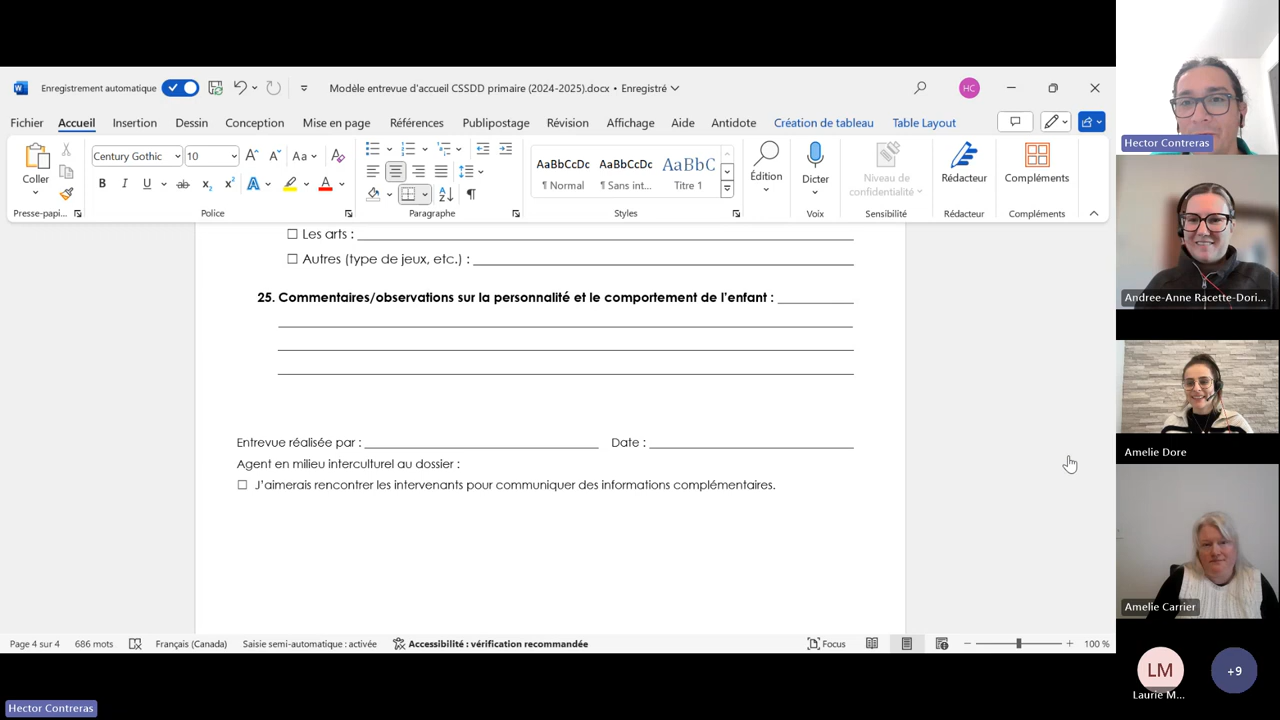 Enregistrement automatique
Modèle entrevue d'accueil CSSDD primaire (2024-2025).docx • Enregistré
HC
Fichier
Accueil
Insertion
Dessin
Conception
Mise en page
Références
Publipostage
Révision
Affichage
Aide
Antidote
Création de tableau
Table Layout
Coller
Presse-papi...
Century Gothic
10
Police
Paragraphe
AaBbCcDc
¶ Normal
AaBbCcDc
¶ Sans int...
AaBbC
Titre 1
Styles
Édition
Dicter
Voix
Niveau de
confidentialité
Sensibilité
Rédacteur
Rédacteur
Compléments
Compléments
☐ Les arts :
☐ Autres (type de jeux, etc.) :
25. Commentaires/observations sur la personnalité et le comportement de l'enfant :
Entrevue réalisée par : Date :
Agent en milieu interculturel au dossier :
☐ J'aimerais rencontrer les intervenants pour communiquer des informations complémentaires.
Page 4 sur 4
686 mots
Français (Canada)
Saisie semi-automatique : activée
Accessibilité : vérification recommandée
Focus
100 %
Hector Contreras
Hector Contreras
Andree-Anne Racette-Dori...
Amelie Dore
Amelie Carrier
LM
Laurie M...
+9